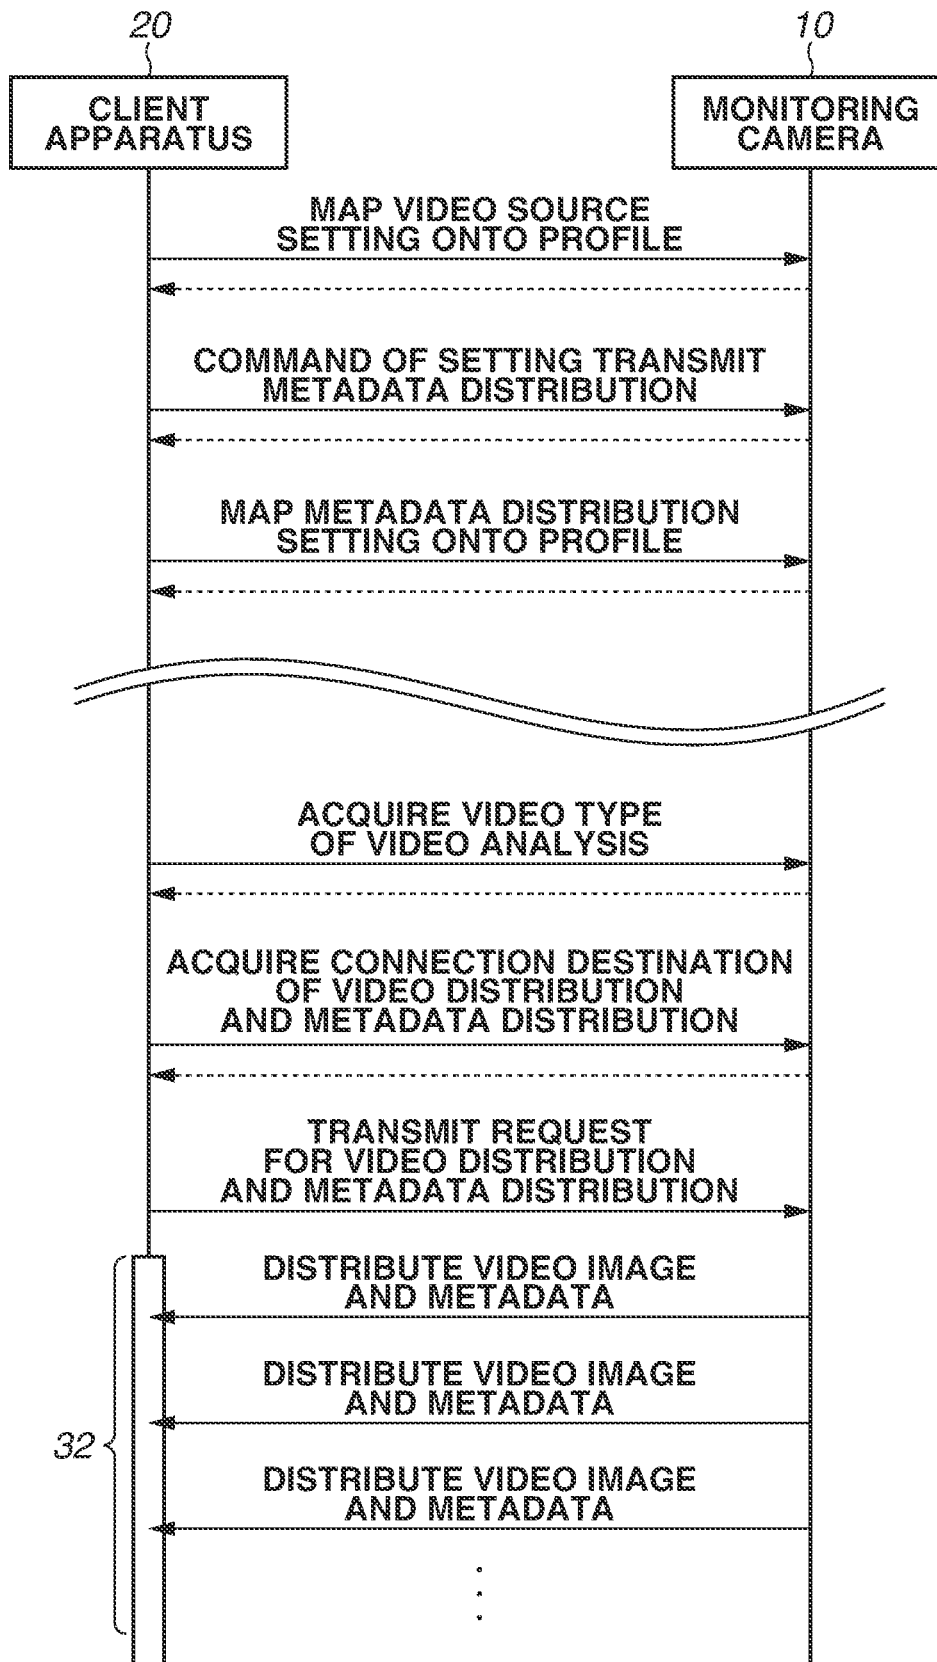 20
10
CLIENT
APPARATUS
MONITORING
CAMERA
MAP VIDEO SOURCE
SETTING ONTO PROFILE
COMMAND OF SETTING TRANSMIT
METADATA DISTRIBUTION
MAP METADATA DISTRIBUTION
SETTING ONTO PROFILE
ACQUIRE VIDEO TYPE
OF VIDEO ANALYSIS
ACQUIRE CONNECTION DESTINATION
OF VIDEO DISTRIBUTION
AND METADATA DISTRIBUTION
TRANSMIT REQUEST
FOR VIDEO DISTRIBUTION
AND METADATA DISTRIBUTION
DISTRIBUTE VIDEO IMAGE
AND METADATA
DISTRIBUTE VIDEO IMAGE
AND METADATA
32
DISTRIBUTE VIDEO IMAGE
AND METADATA